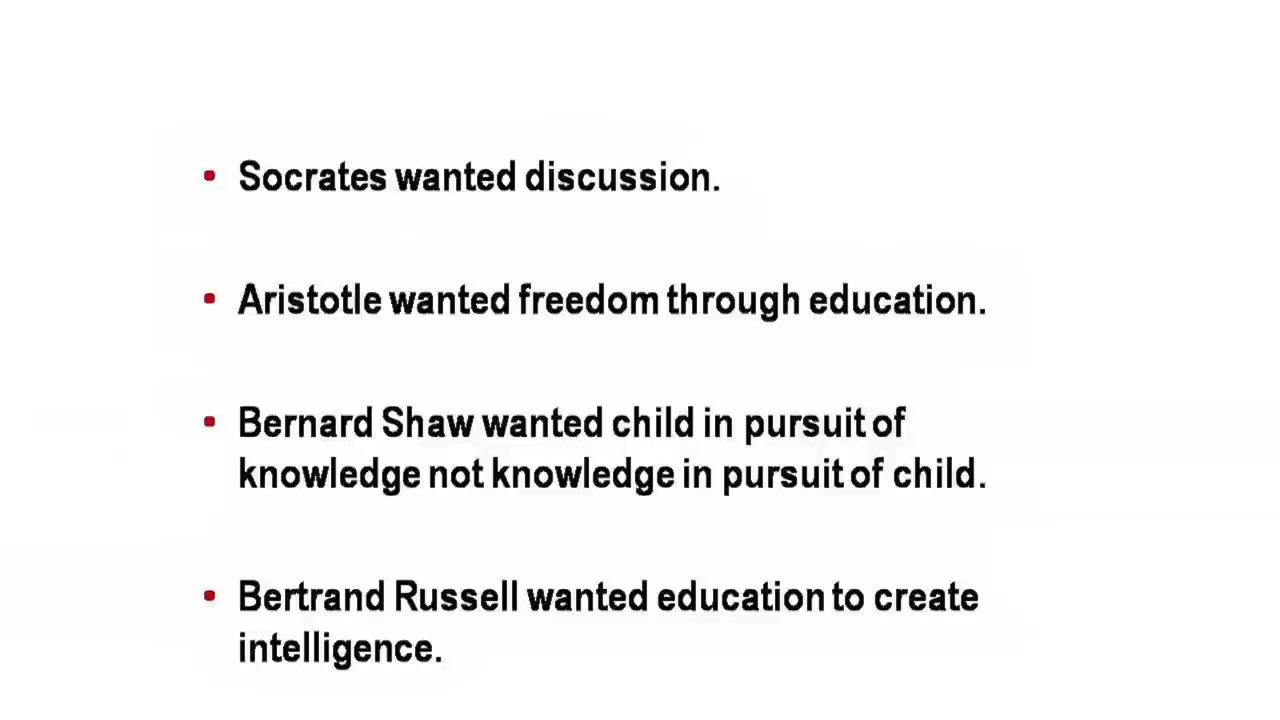 • Socrates wanted discussion.
• Aristotle wanted freedom through education.
• Bernard Shaw wanted child in pursuit of
knowledge not knowledge in pursuit of child.
• Bertrand Russell wanted education to create
intelligence.